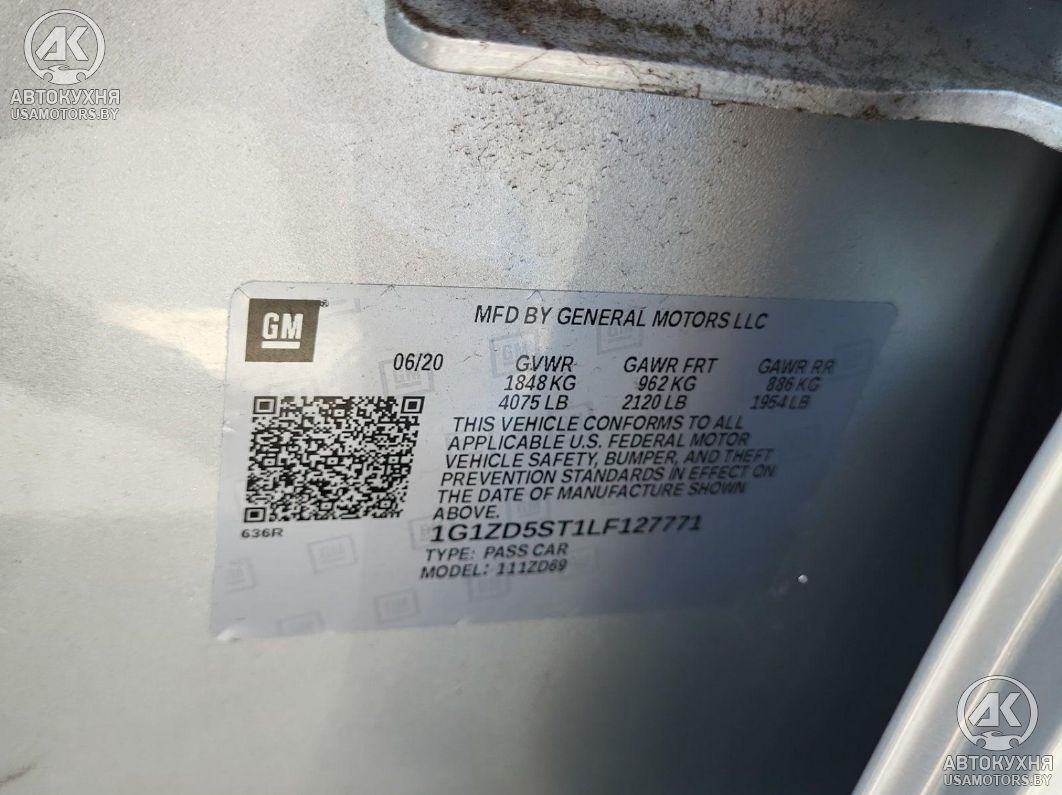 AK
АВТОКУХНЯ
USAMOTORS.BY
GM
MFD BY GENERAL MOTORS LLC
06/20 GVWR GAWR FRT GAWR RR
1848 KG 962 KG 886 KG
4075 LB 2120 LB 1954 LB
THIS VEHICLE CONFORMS TO ALL
APPLICABLE U.S. FEDERAL MOTOR
VEHICLE SAFETY, BUMPER, AND THEFT
PREVENTION STANDARDS IN EFFECT ON
THE DATE OF MANUFACTURE SHOWN
ABOVE.
636R
1G1ZD5ST1LF127771
TYPE: PASS CAR
MODEL: 111ZD69
AK
АВТОКУХНЯ
USAMOTORS.BY